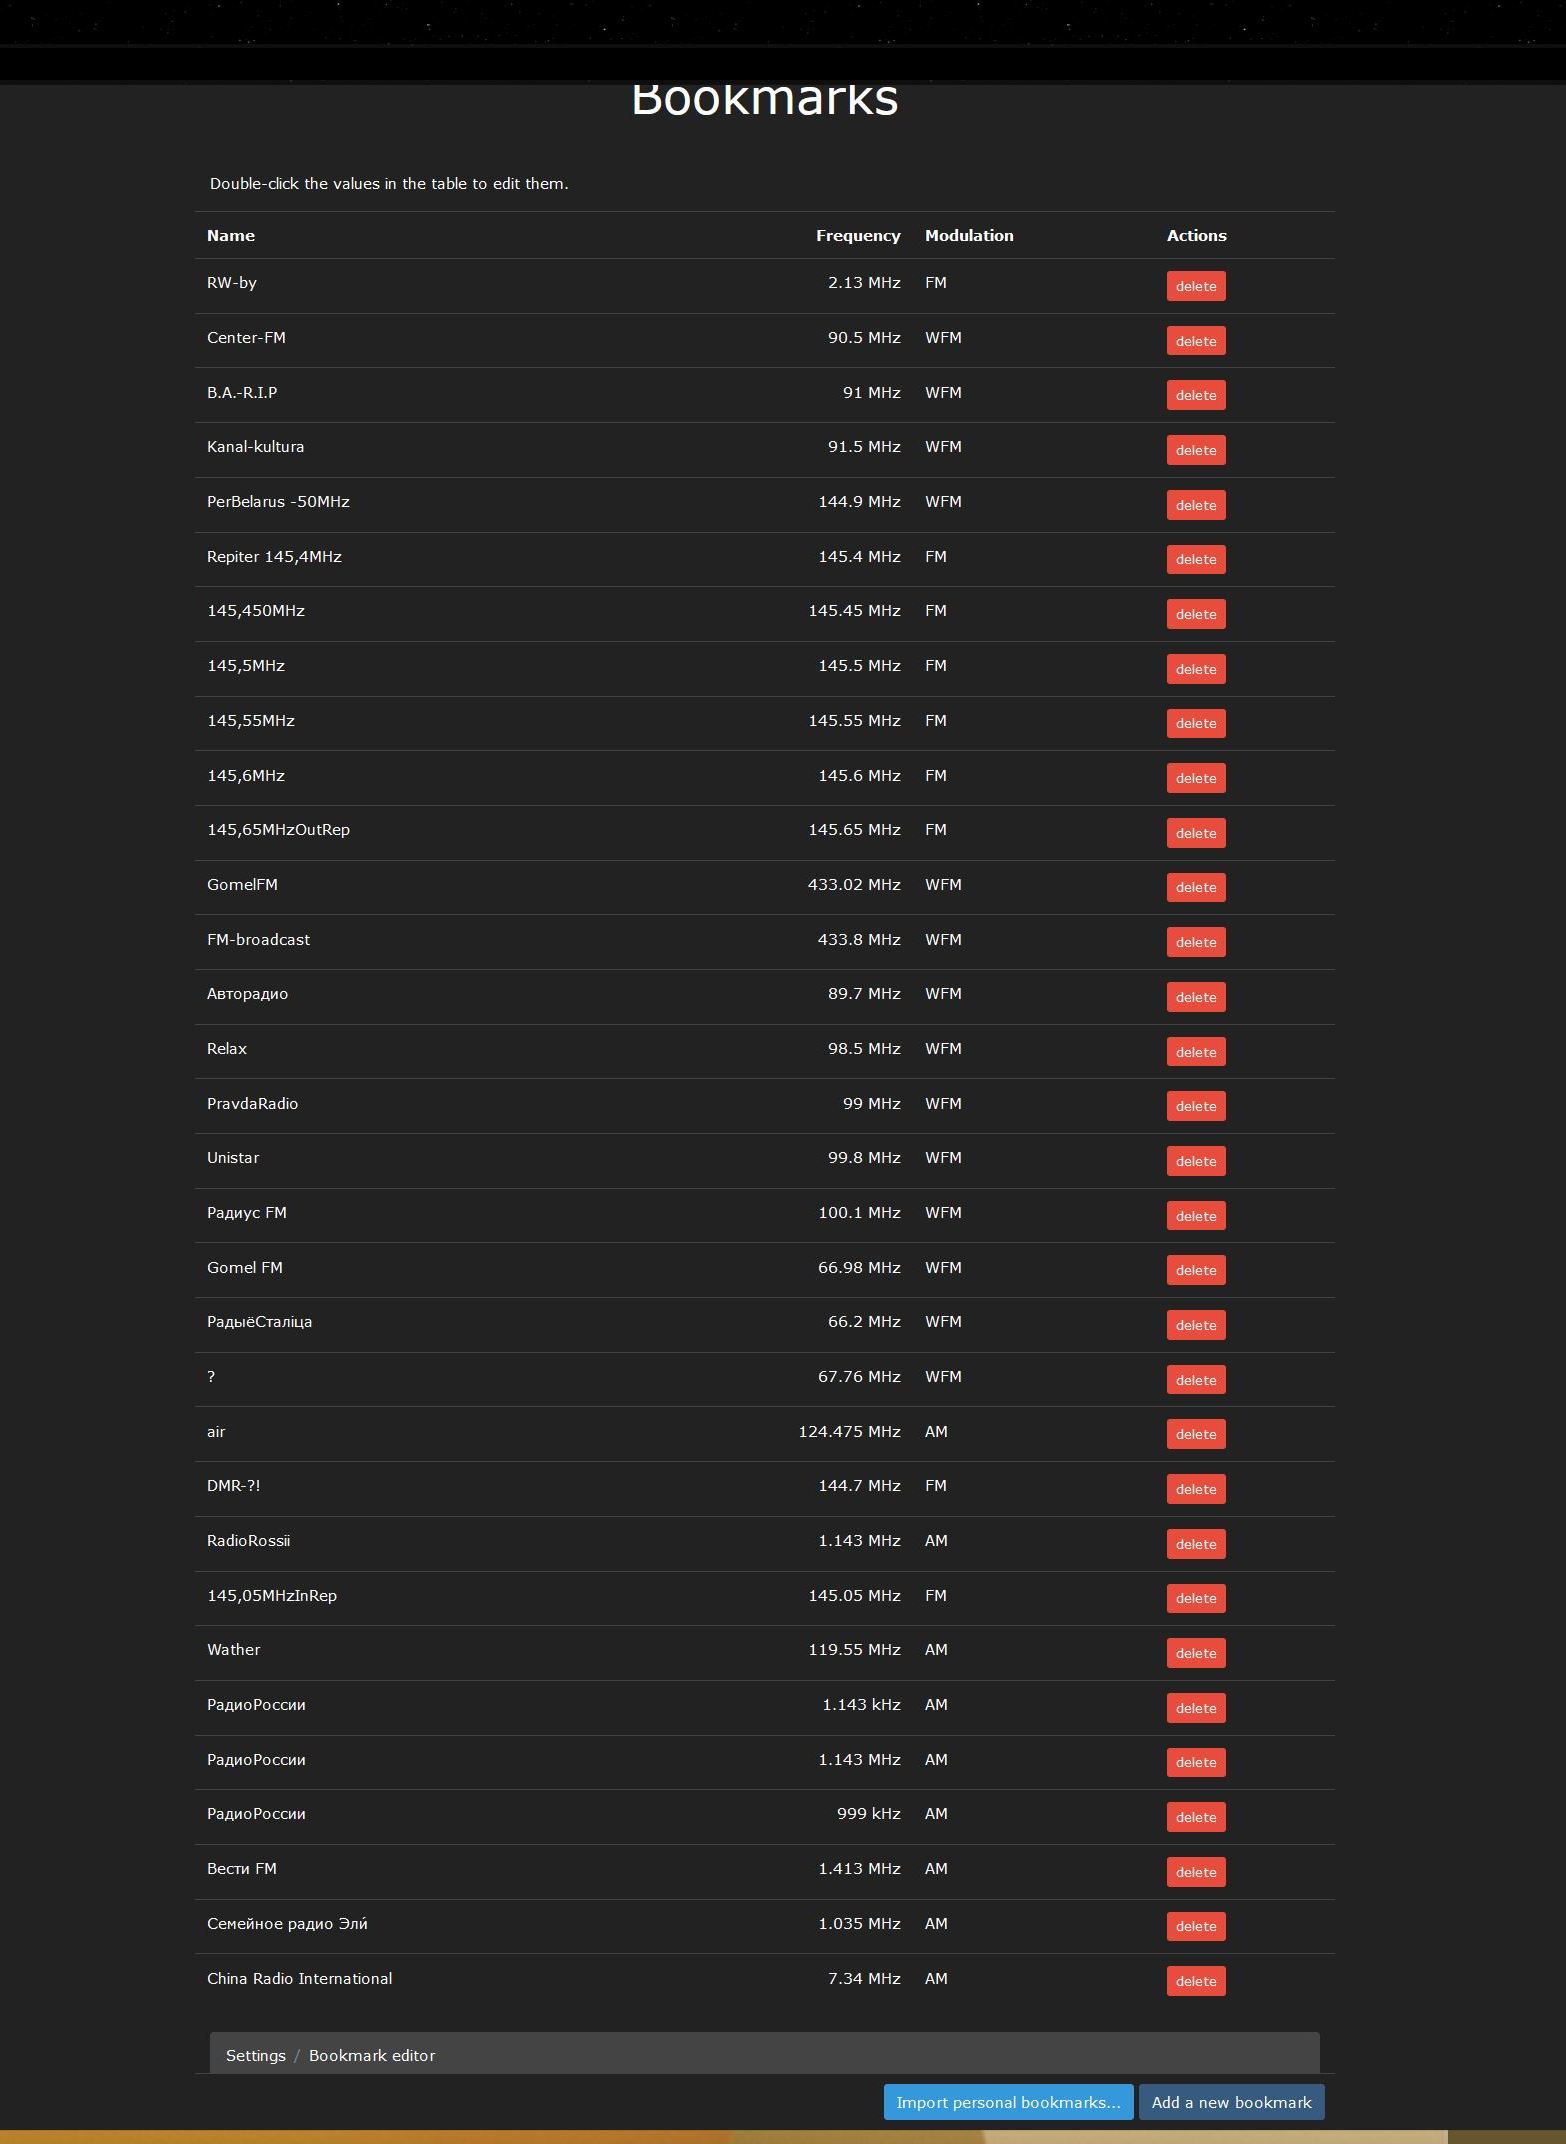 Bookmarks
Double-click the values in the table to edit them.
Name Frequency Modulation Actions
RW-by 2.13 MHz FM delete
Center-FM 90.5 MHz WFM delete
B.A.-R.I.P 91 MHz WFM delete
Kanal-kultura 91.5 MHz WFM delete
PerBelarus -50MHz 144.9 MHz WFM delete
Repiter 145,4MHz 145.4 MHz FM delete
145,450MHz 145.45 MHz FM delete
145,5MHz 145.5 MHz FM delete
145,55MHz 145.55 MHz FM delete
145,6MHz 145.6 MHz FM delete
145,65MHzOutRep 145.65 MHz FM delete
GomelFM 433.02 MHz WFM delete
FM-broadcast 433.8 MHz WFM delete
Авторадио 89.7 MHz WFM delete
Relax 98.5 MHz WFM delete
PravdaRadio 99 MHz WFM delete
Unistar 99.8 MHz WFM delete
Радиус FM 100.1 MHz WFM delete
Gomel FM 66.98 MHz WFM delete
РадыёСталіца 66.2 MHz WFM delete
? 67.76 MHz WFM delete
air 124.475 MHz AM delete
DMR-?! 144.7 MHz FM delete
RadioRossii 1.143 MHz AM delete
145,05MHzInRep 145.05 MHz FM delete
Wather 119.55 MHz AM delete
РадиоРоссии 1.143 kHz AM delete
РадиоРоссии 1.143 MHz AM delete
РадиоРоссии 999 kHz AM delete
Вести FM 1.413 MHz AM delete
Семейное радио Эли́ 1.035 MHz AM delete
China Radio International 7.34 MHz AM delete
Settings / Bookmark editor
Import personal bookmarks... Add a new bookmark